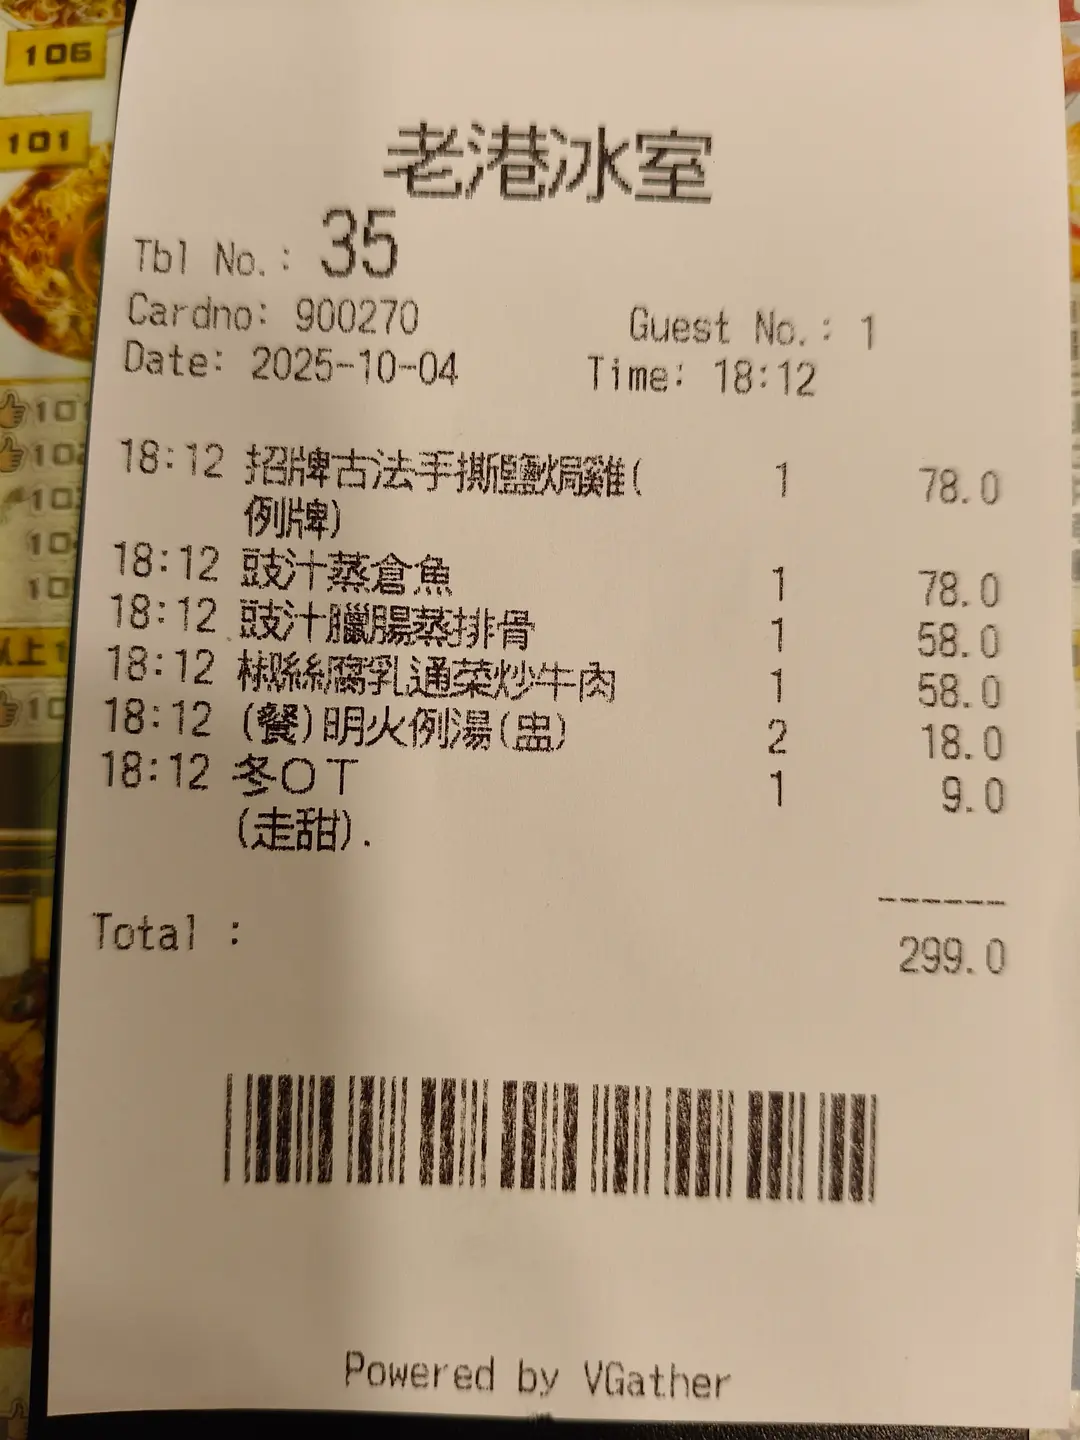 106
101
老港冰室
Tbl No.: 35
Cardno: 900270 Guest No.: 1
Date: 2025-10-04 Time: 18:12
18:12 招牌古法手撕鹽焗雞( 1 78.0
例牌)
18:12 豉汁蒸倉魚 1 78.0
18:12 豉汁臘腸蒸排骨 1 58.0
18:12 椒絲腐乳通菜炒牛肉 1 58.0
18:12 (餐)明火例湯(盅) 2 18.0
18:12 冬OT 1 9.0
(走甜).
Total : 299.0
Powered by VGather